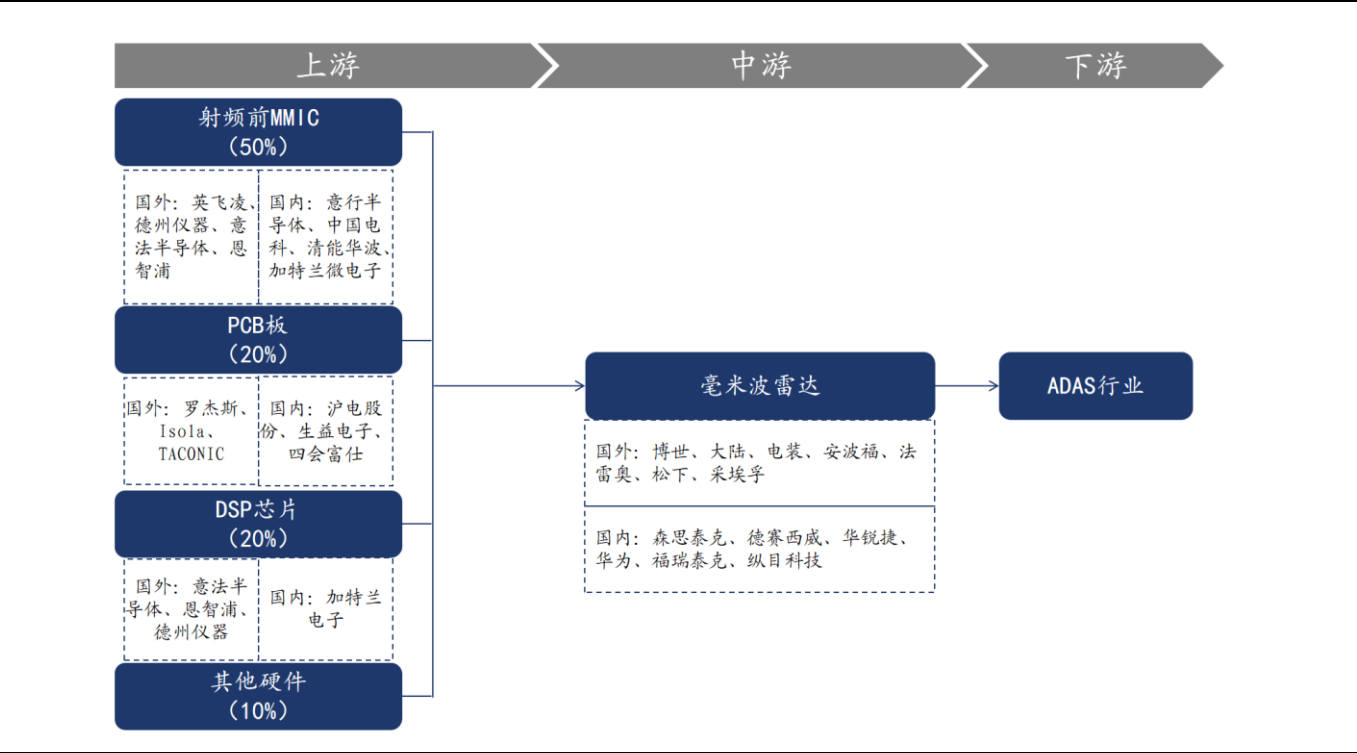 上游
中游
下游
射频前MMIC
（50%）
国外：英飞凌、
德州仪器、意
法半导体、恩
智浦
国内：意行半
导体、中国电
科、清能华波、
加特兰微电子
PCB板
（20%）
国外：罗杰斯、
Isola、
TACONIC
国内：沪电股
份、生益电子、
四会富仕
DSP芯片
（20%）
国外：意法半
导体、恩智浦、
德州仪器
国内：加特兰
电子
其他硬件
（10%）
毫米波雷达
国外：博世、大陆、电装、安波福、法
雷奥、松下、采埃孚
国内：森思泰克、德赛西威、华锐捷、
华为、福瑞泰克、纵目科技
ADAS行业